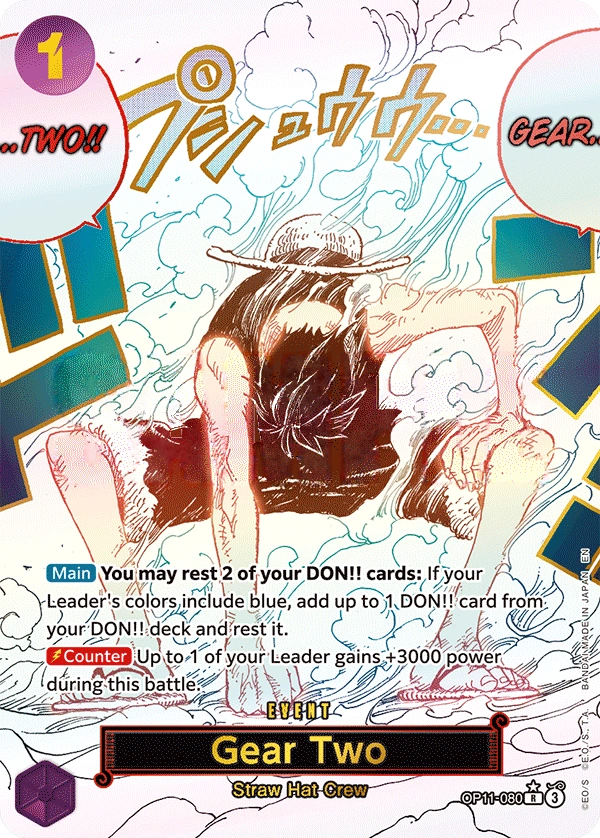 1
..TWO!!
プシュウウ...
GEAR..
ドドド
Main You may rest 2 of your DON!! cards: If your
Leader's colors include blue, add up to 1 DON!! card from
your DON!! deck and rest it.
Counter Up to 1 of your Leader gains +3000 power
during this battle.
EVENT
Gear Two
Straw Hat Crew
OP11-080 R 3
©E.O/S ©E.O./S.,T.A. BANDAI MADE IN JAPAN EN